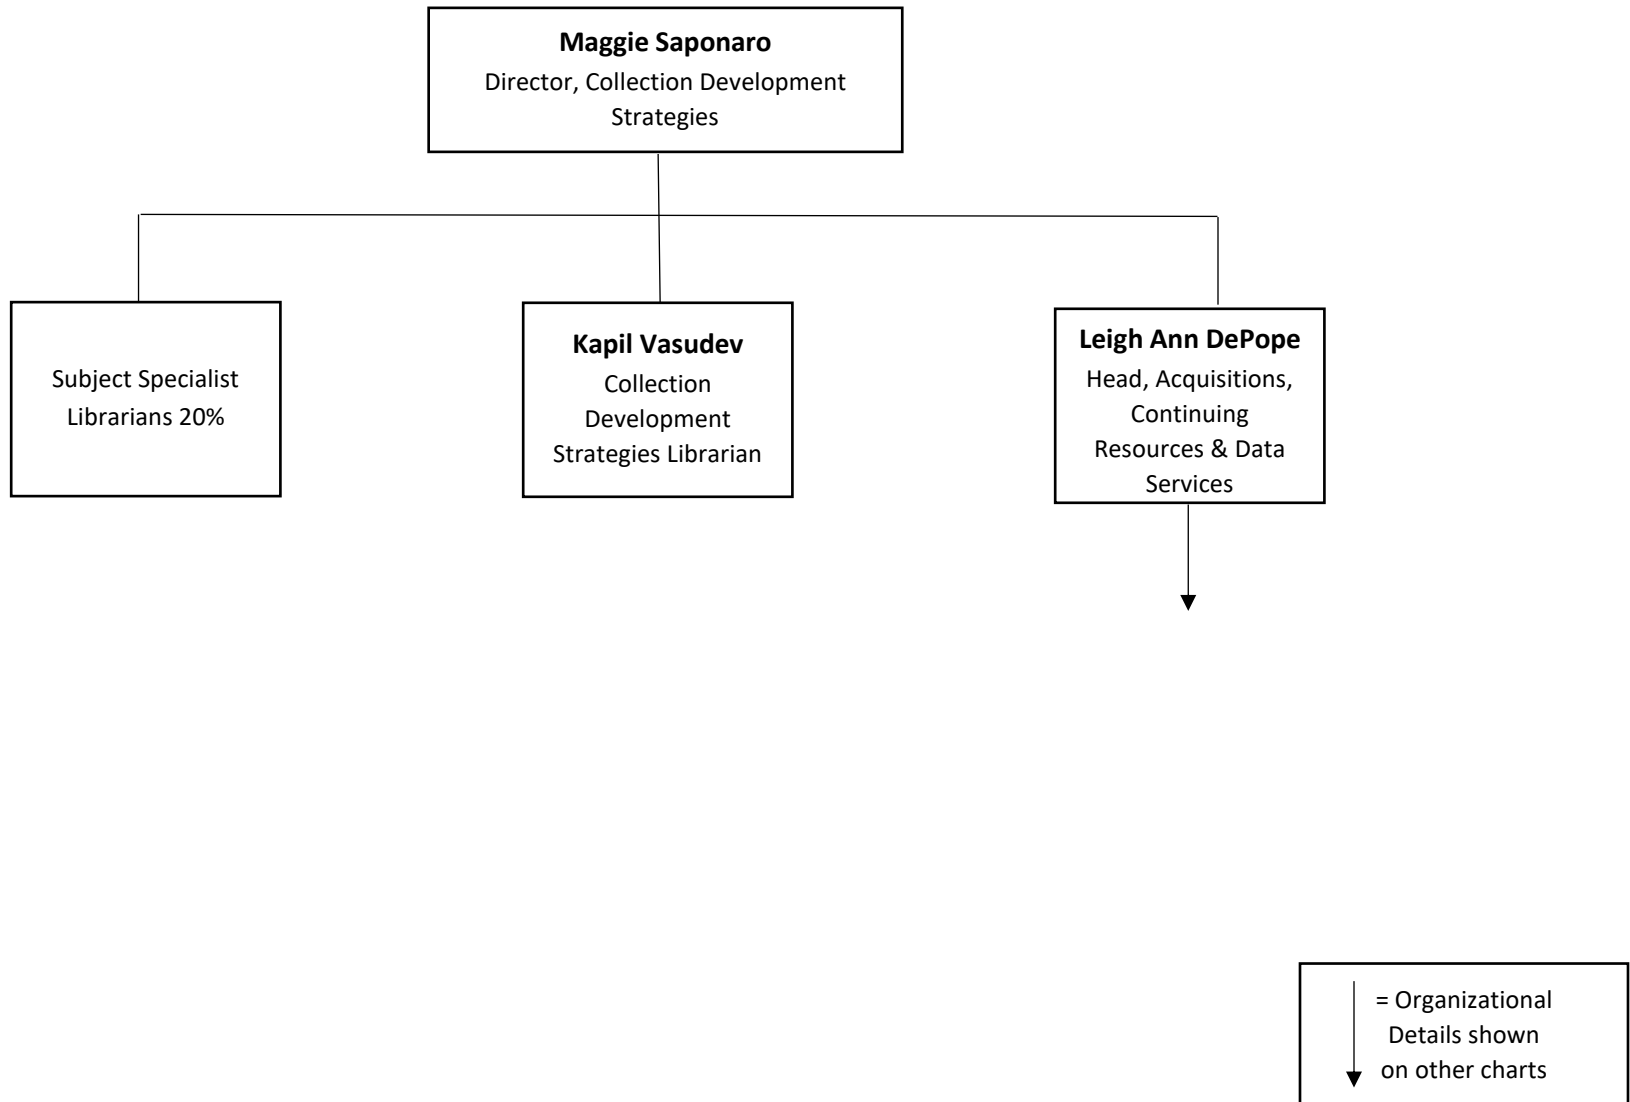 Maggie Saponaro
Director, Collection Development
Strategies
Subject Specialist
Librarians 20%
Kapil Vasudev
Collection
Development
Strategies Librarian
Leigh Ann DePope
Head, Acquisitions,
Continuing
Resources & Data
Services
= Organizational
Details shown
on other charts